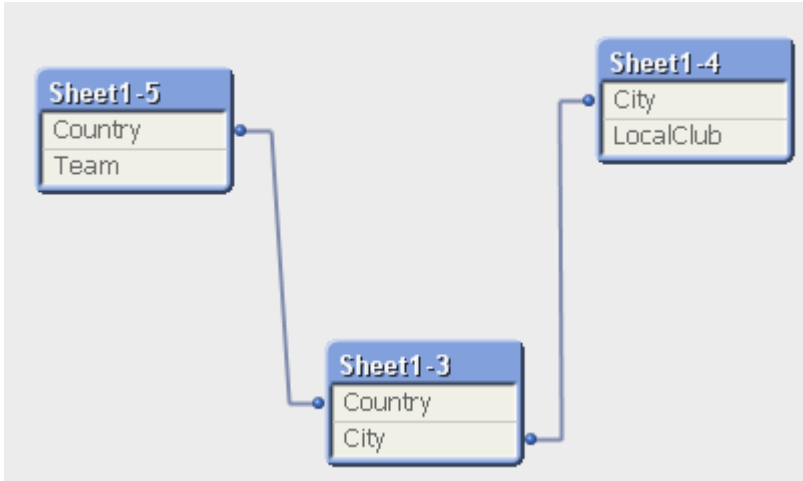 Sheet1-5
Country
Team
Sheet1-4
City
LocalClub
Sheet1-3
Country
City